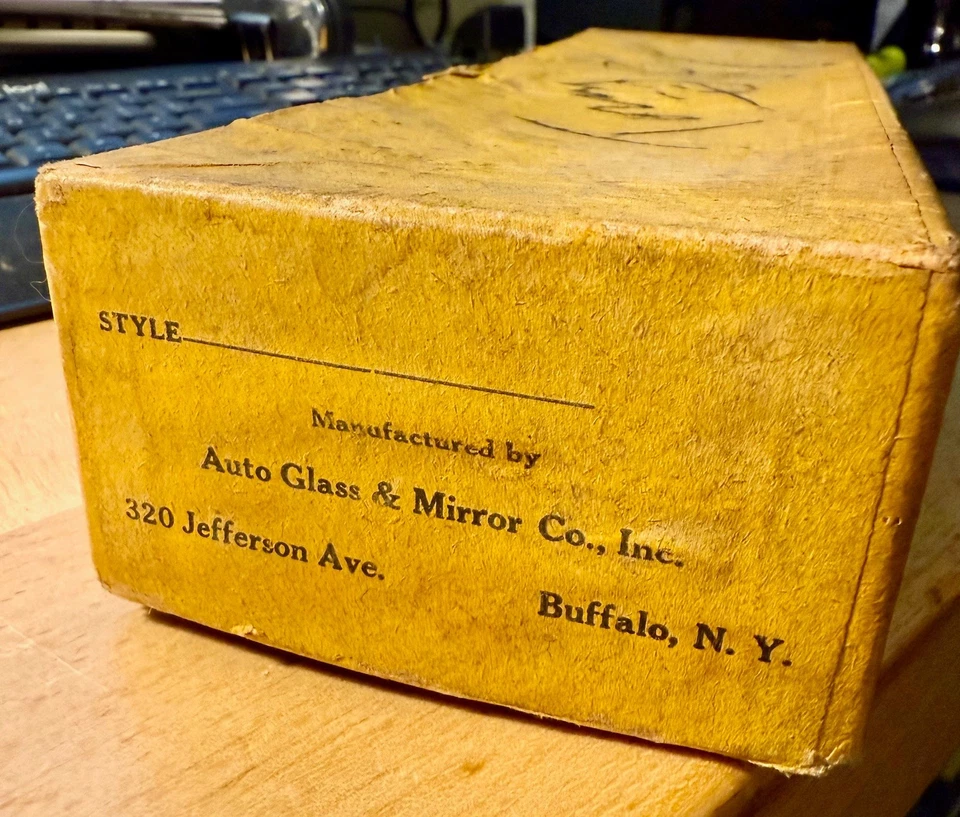 STYLE
Manufactured by
Auto Glass & Mirror Co., Inc.
320 Jefferson Ave.
Buffalo, N. Y.